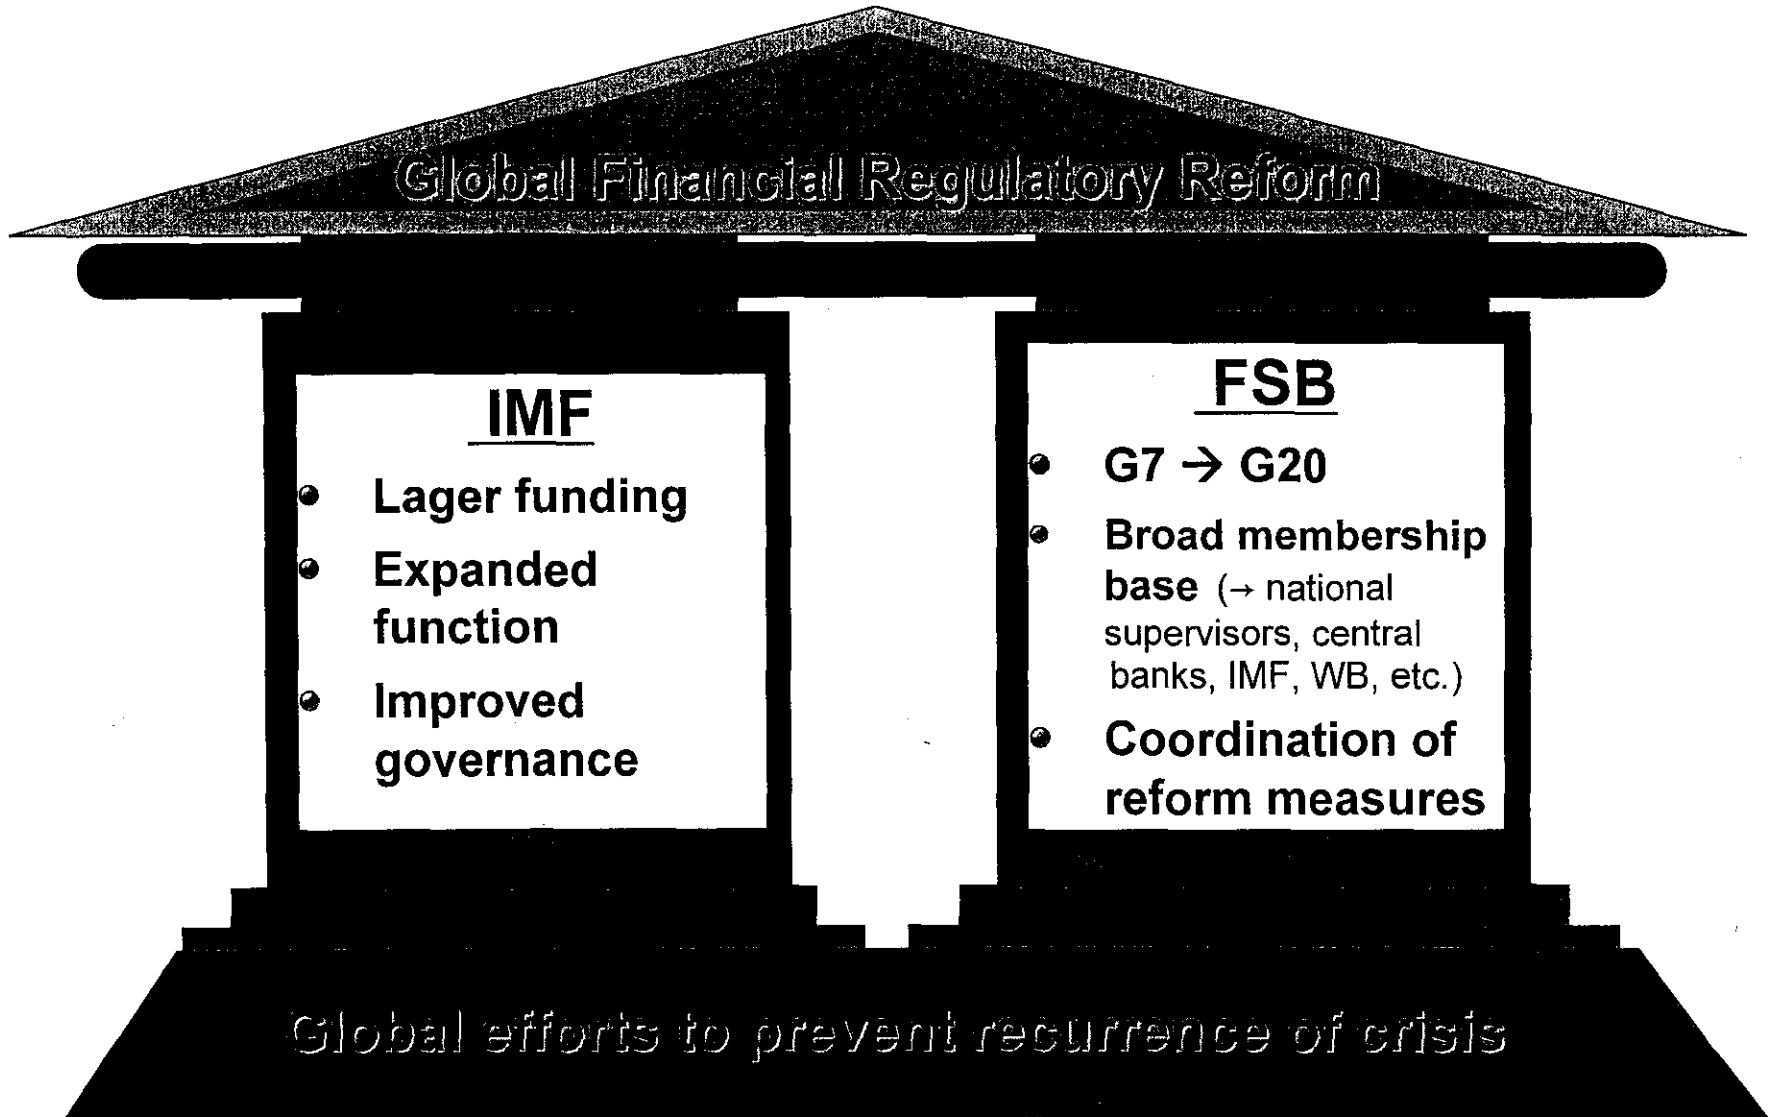 Global Financial Regulatory Reform
IMF
Lager funding
Expanded
function
Improved
governance
FSB
G7 → G20
Broad membership
base (→ national
supervisors, central
banks, IMF, WB, etc.)
Coordination of
reform measures
Global efforts to prevent recurrence of crisis